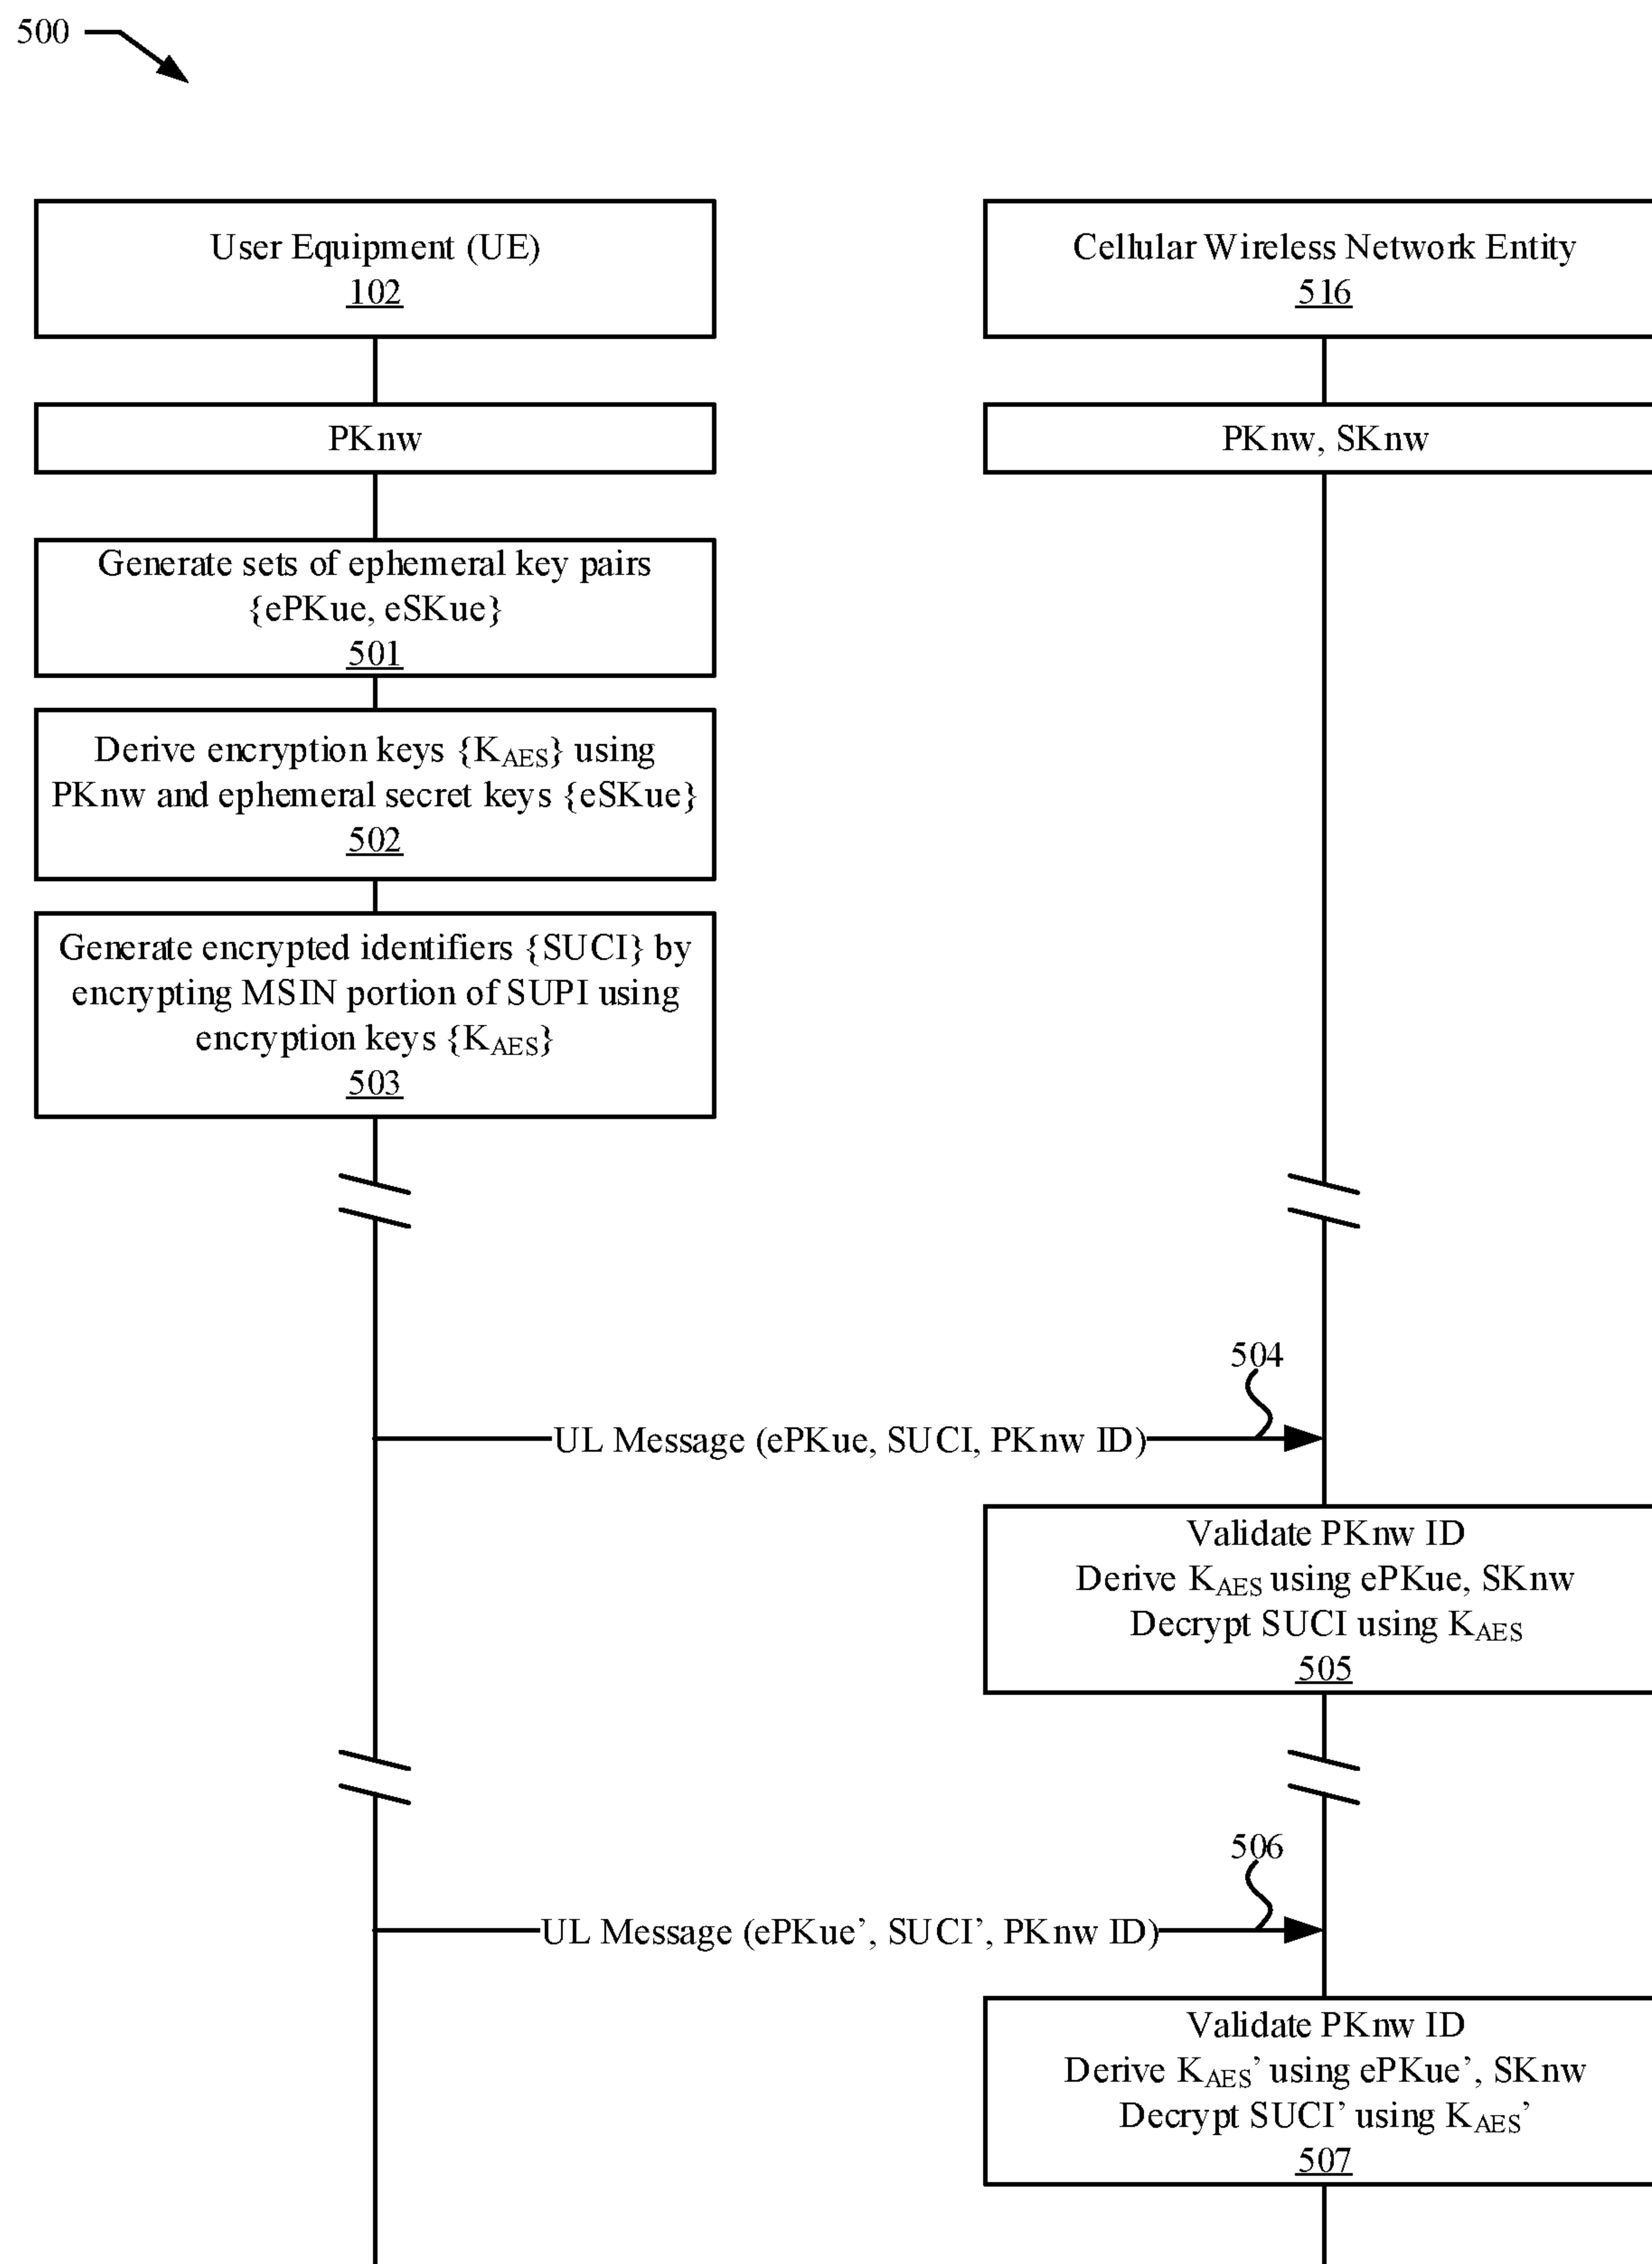 500
User Equipment (UE)
102
Cellular Wireless Network Entity
516
PKnw
PKnw, SKnw
Generate sets of ephemeral key pairs
{ePKue, eSKue}
501
Derive encryption keys {KAES} using
PKnw and ephemeral secret keys {eSKue}
502
Generate encrypted identifiers {SUCI} by
encrypting MSIN portion of SUPI using
encryption keys {KAES}
503
504
UL Message (ePKue, SUCI, PKnw ID)
Validate PKnw ID
Derive KAES using ePKue, SKnw
Decrypt SUCI using KAES
505
506
UL Message (ePKue’, SUCI’, PKnw ID)
Validate PKnw ID
Derive KAES’ using ePKue’, SKnw
Decrypt SUCI’ using KAES’
507